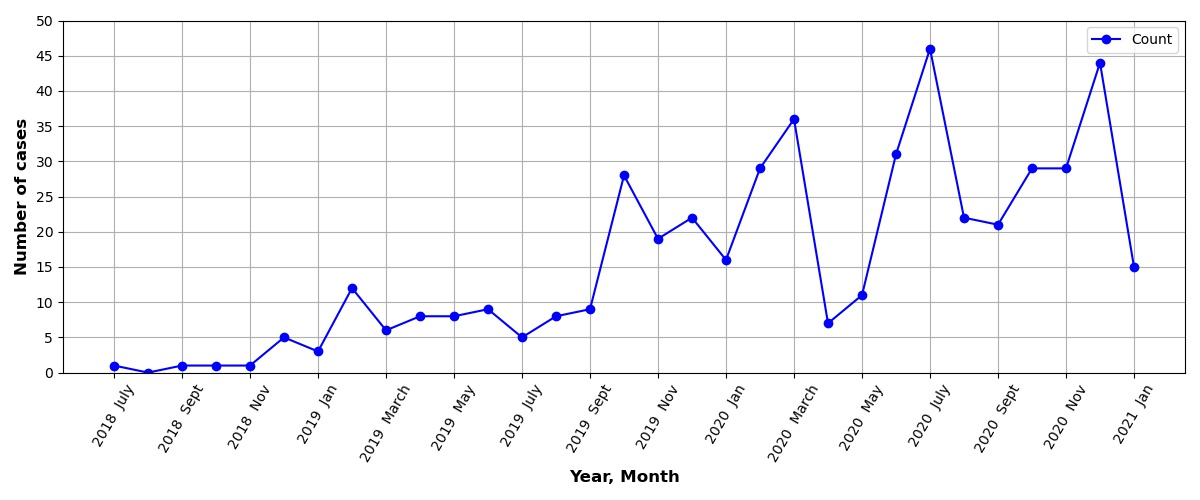 50
45
40
35
30
25
20
15
10
5
0
Number of cases
Count
2018 July
2018 Sept
2018 Nov
2019 Jan
2019 March
2019 May
2019 July
2019 Sept
2019 Nov
2020 Jan
2020 March
2020 May
2020 July
2020 Sept
2020 Nov
2021 Jan
Year, Month